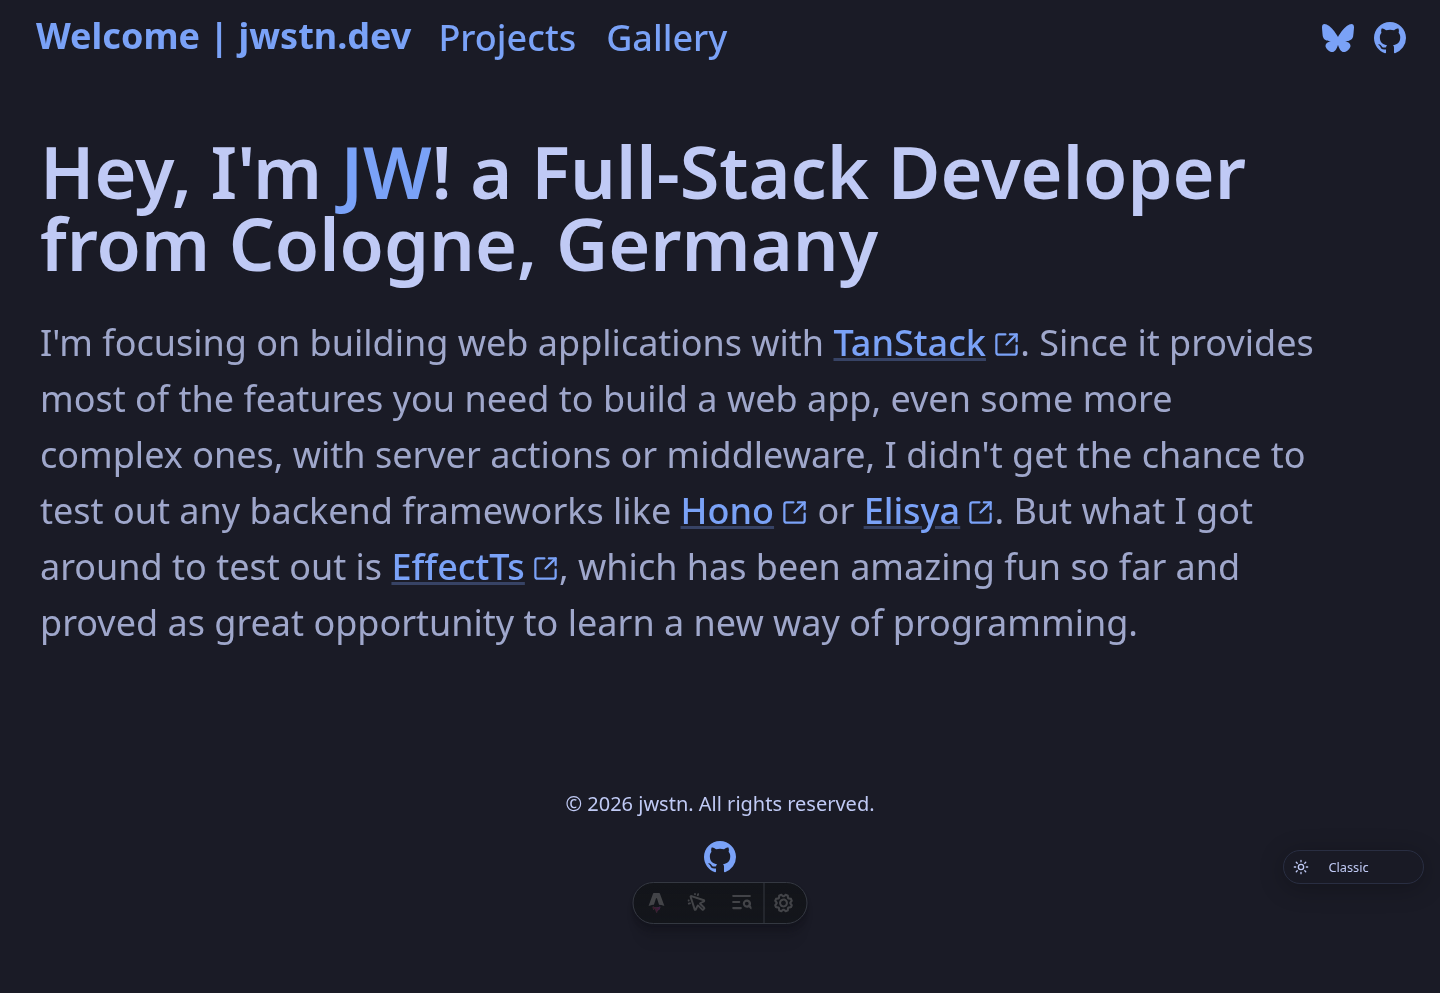 Welcome | jwstn.dev Projects Gallery
Hey, I'm JW! a Full-Stack Developer
from Cologne, Germany
I'm focusing on building web applications with TanStack. Since it provides
most of the features you need to build a web app, even some more
complex ones, with server actions or middleware, I didn't get the chance to
test out any backend frameworks like Hono or Elisya. But what I got
around to test out is EffectTs, which has been amazing fun so far and
proved as great opportunity to learn a new way of programming.
© 2026 jwstn. All rights reserved.
Classic